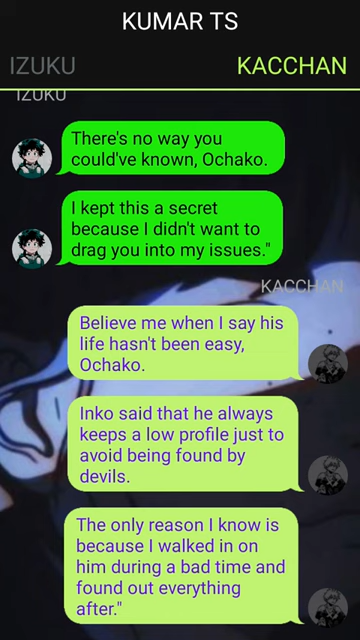 KUMAR TS
IZUKU
KACCHAN
IZUKU
There's no way you
could've known, Ochako.
I kept this a secret
because I didn't want to
drag you into my issues."
KACCHAN
Believe me when I say his
life hasn't been easy,
Ochako.
Inko said that he always
keeps a low profile just to
avoid being found by
devils.
The only reason I know is
because I walked in on
him during a bad time and
found out everything
after."